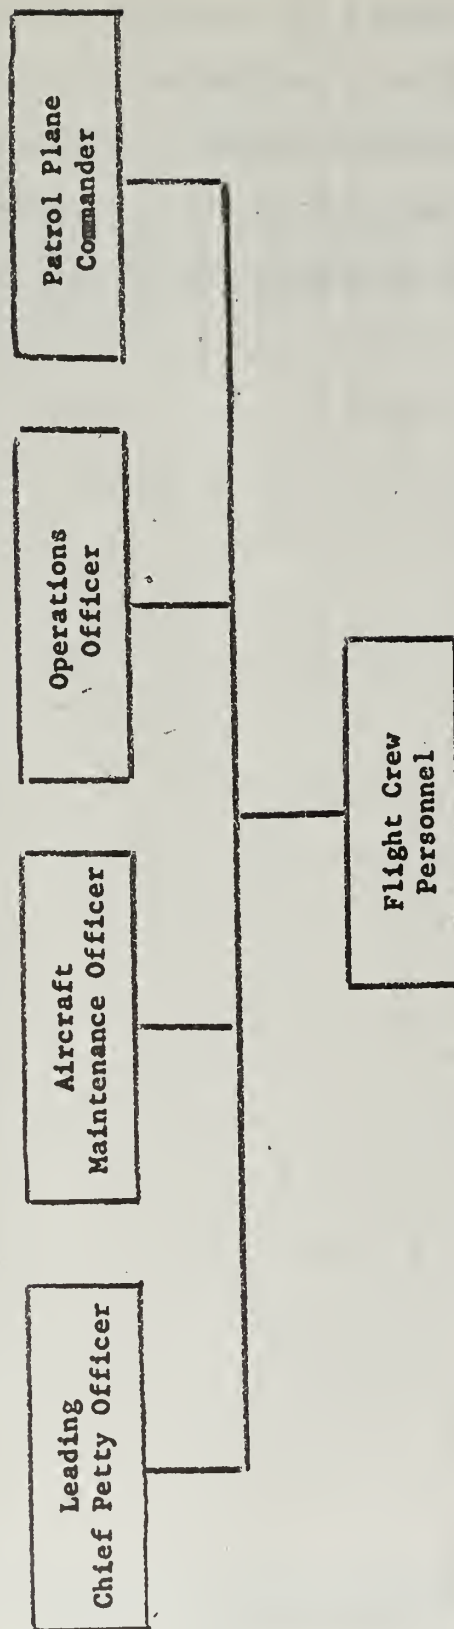 Leading
Chief Petty Officer
Aircraft
Maintenance Officer
Operations
Officer
Patrol Plane
Commander
Flight Crew
Personnel